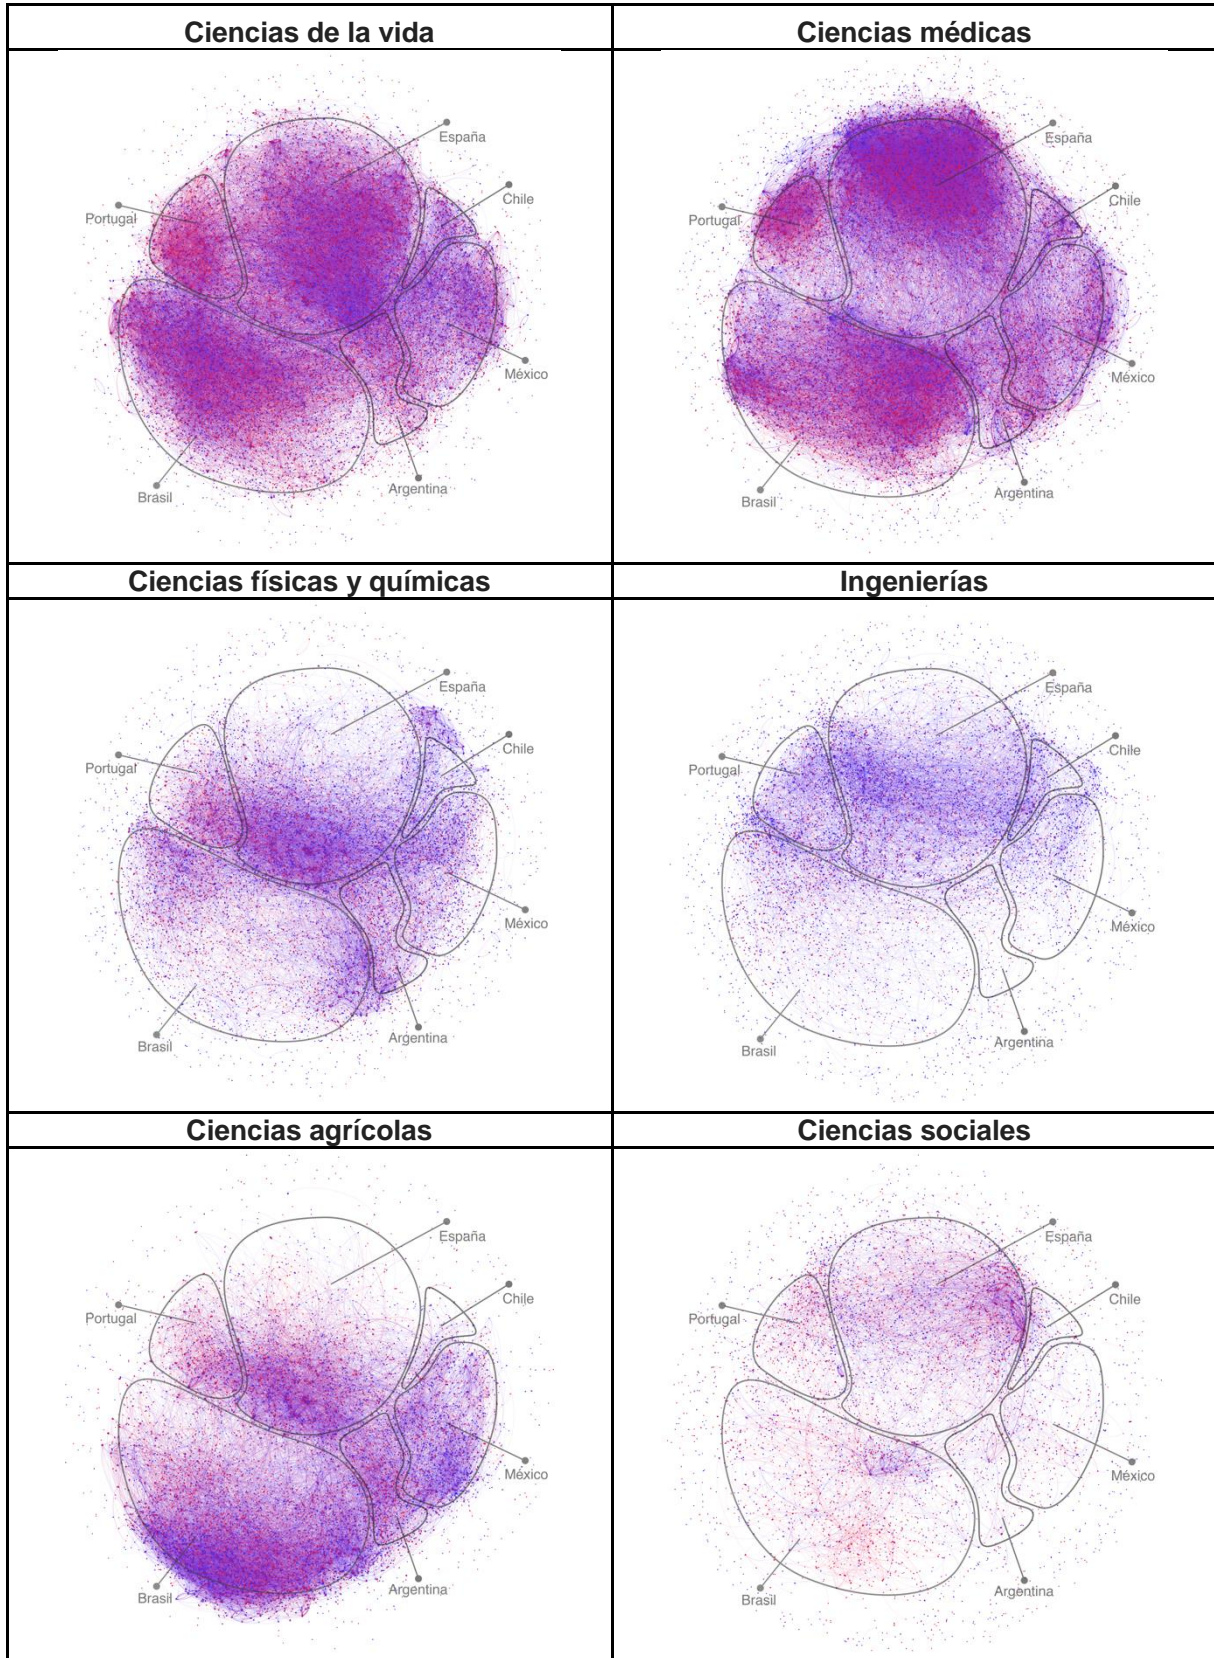 Ciencias de la vida
Ciencias médicas
España
Chile
Portugal
México
Brasil
Argentina
España
Chile
Portugal
México
Brasil
Argentina
Ciencias físicas y químicas
Ingenierías
España
Chile
Portugal
México
Brasil
Argentina
España
Chile
Portugal
México
Brasil
Argentina
Ciencias agrícolas
Ciencias sociales
España
Chile
Portugal
México
Brasil
Argentina
España
Chile
Portugal
México
Brasil
Argentina